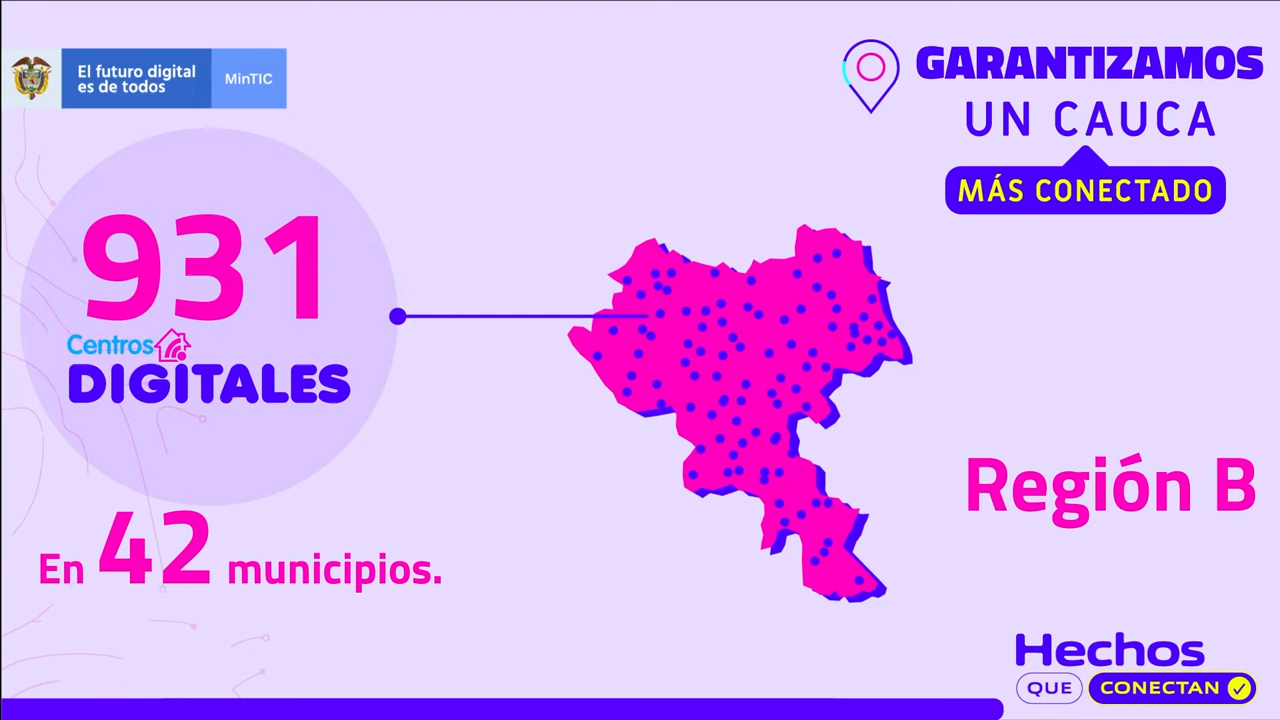 El futuro digital
es de todos
MinTIC
GARANTIZAMOS
UN CAUCA
MÁS CONECTADO
931
Centros
DIGITALES
En 42 municipios.
Región B
Hechos
QUE CONECTAN